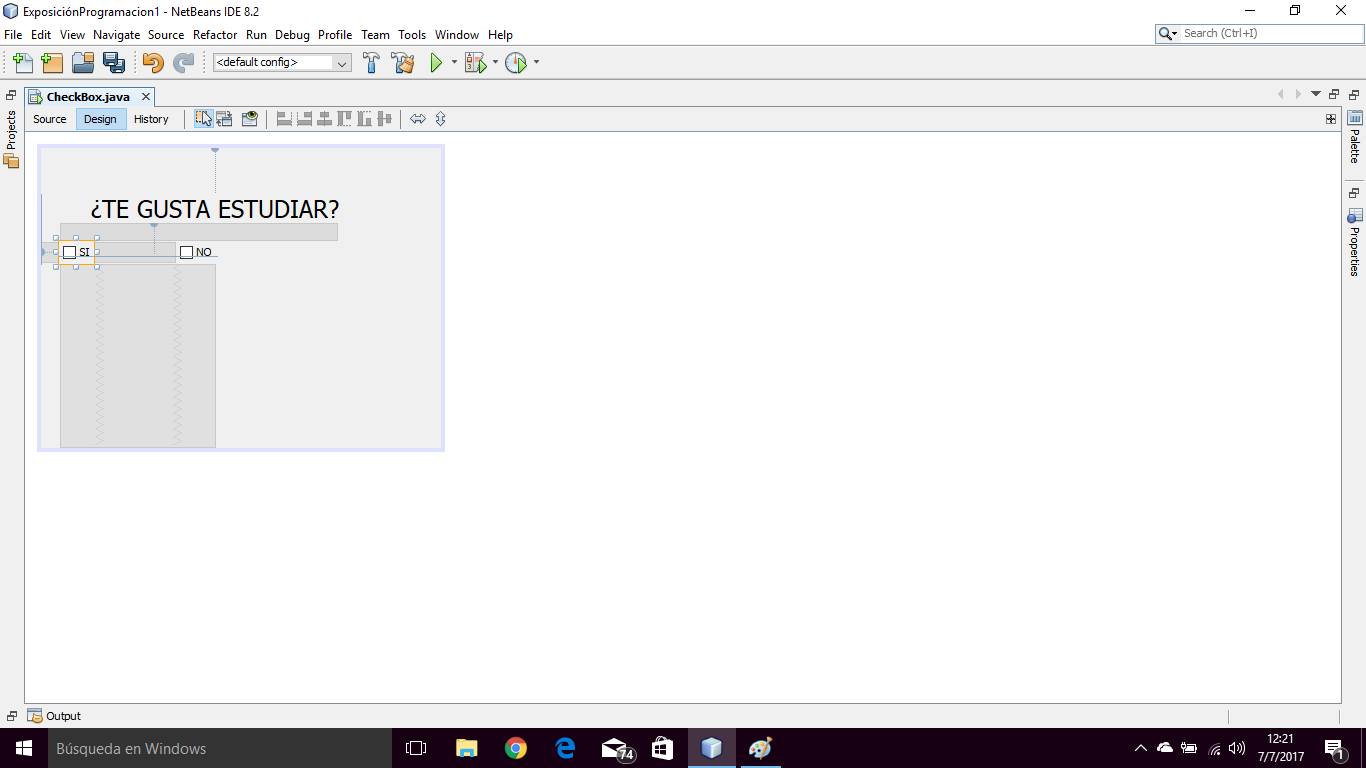 ExposiciónProgramacion1 - NetBeans IDE 8.2
File Edit View Navigate Source Refactor Run Debug Profile Team Tools Window Help
Search (Ctrl+I)
<default config>
CheckBox.java
Source Design History
Projects
Palette
Properties
¿TE GUSTA ESTUDIAR?
SI NO
Output
Búsqueda en Windows
74
12:21
7/7/2017
1